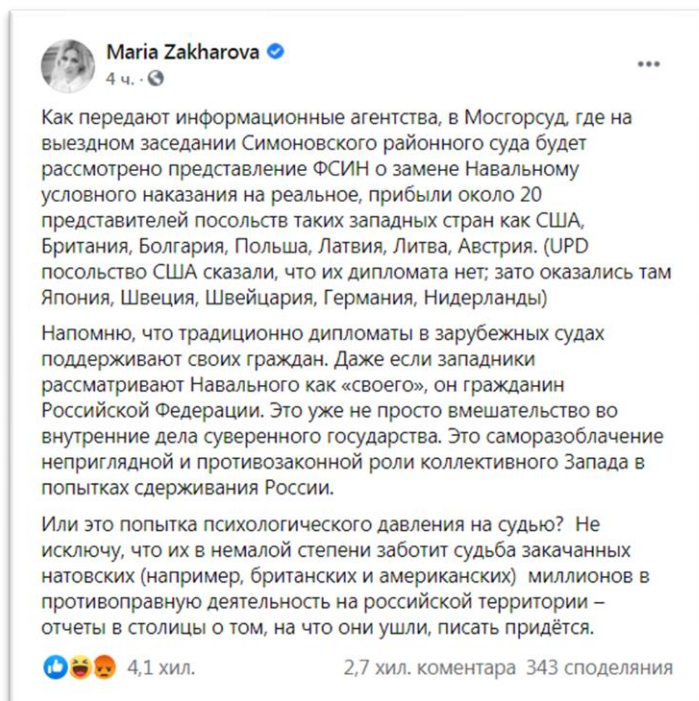 Maria Zakharova
4 ч. ·
Как передают информационные агентства, в Мосгорсуд, где на
выездном заседании Симоновского районного суда будет
рассмотрено представление ФСИН о замене Навальному
условного наказания на реальное, прибыли около 20
представителей посольств таких западных стран как США,
Британия, Болгария, Польша, Латвия, Литва, Австрия. (UPD
посольство США сказали, что их дипломата нет; зато оказались там
Япония, Швеция, Швейцария, Германия, Нидерланды)
Напомню, что традиционно дипломаты в зарубежных судах
поддерживают своих граждан. Даже если западники
рассматривают Навального как «своего», он гражданин
Российской Федерации. Это уже не просто вмешательство во
внутренние дела суверенного государства. Это саморазоблачение
неприглядной и противозаконной роли коллективного Запада в
попытках сдерживания России.
Или это попытка психологического давления на судью? Не
исключу, что их в немалой степени заботит судьба закачанных
натовских (например, британских и американских) миллионов в
противоправную деятельность на российской территории –
отчеты в столицы о том, на что они ушли, писать придётся.
4,1 хил. 2,7 хил. коментара 343 споделяния